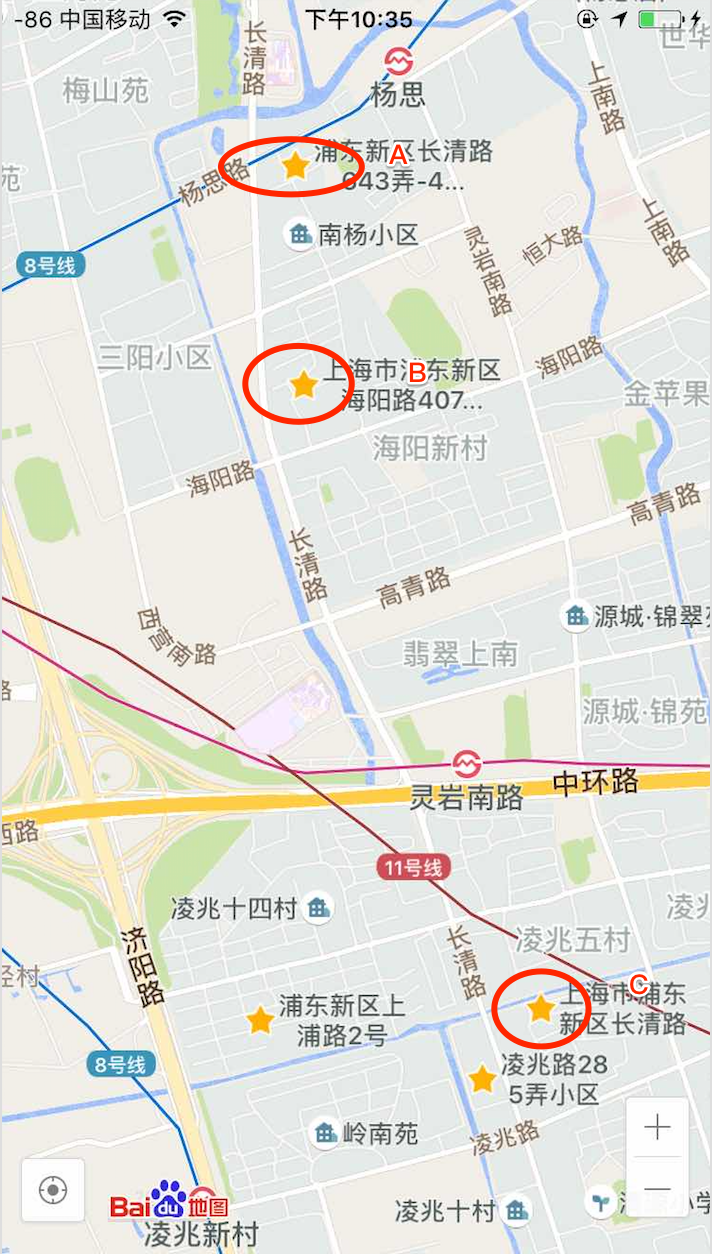 -86 中国移动 下午10:35
世华
长清路
梅山苑
杨思
上南路
苑
杨思路
浦东新区长清路
A
643弄-4...
南杨小区
8号线
灵岩南路
恒大路
上南路
三阳小区
上海市浦东新区
B
海阳路407...
海阳路
金苹果
海阳新村
海阳路
高青路
长清路
高青路
西营南路
源城·锦翠
翡翠上南
源城·锦苑
路
中环路
灵岩南路
西路
11号线
凌兆十四村
凌兆
凌兆五村
长清路
济阳路
径村
上海市浦东
C
新区长清路
浦东新区上
浦路2号
8号线
凌兆路28
5弄小区
岭南苑
凌兆路
Bai du 地图
凌兆十村
小学
凌兆新村